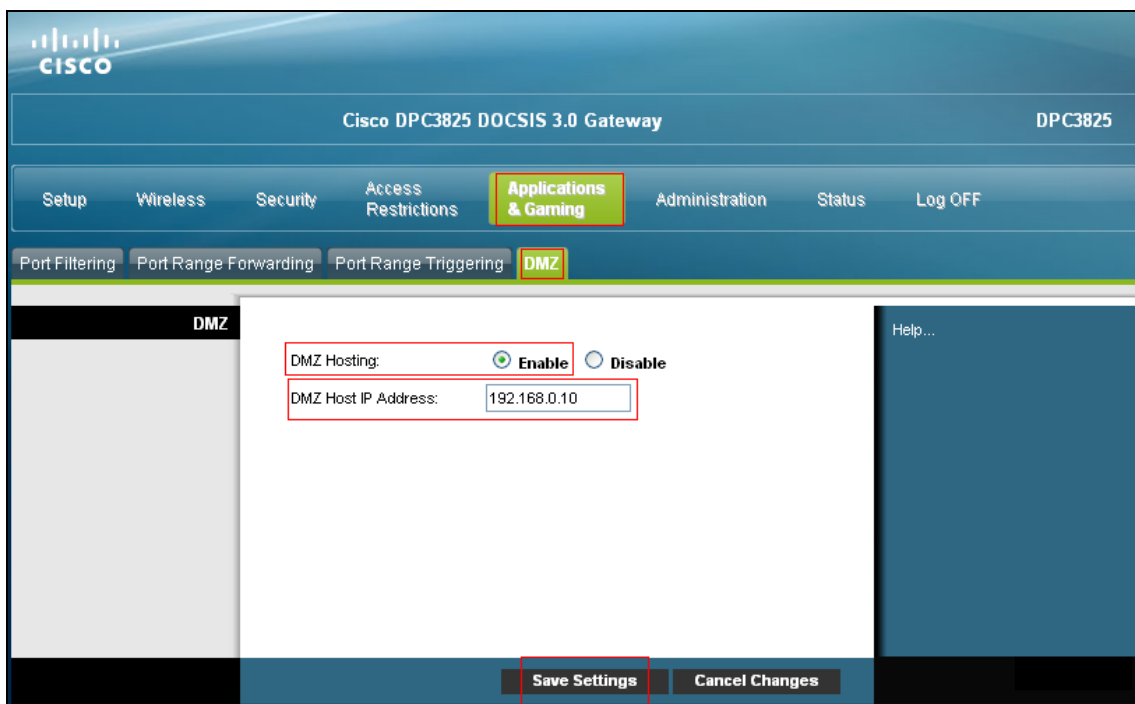 CISCO
Cisco DPC3825 DOCSIS 3.0 Gateway DPC3825
Setup Wireless Security Access Restrictions Applications & Gaming Administration Status Log OFF
Port Filtering Port Range Forwarding Port Range Triggering DMZ
DMZ
Help...
DMZ Hosting: Enable Disable
DMZ Host IP Address: 192.168.0.10
Save Settings Cancel Changes